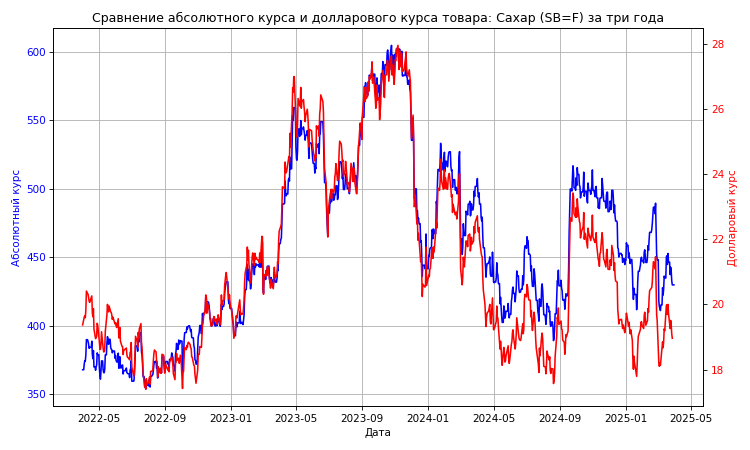 Сравнение абсолютного курса и долларового курса товара: Сахар (SB=F) за три года
Абсолютный курс
600
550
500
450
400
350
28
26
24
22
20
18
Долларовый курс
2022-05 2022-09 2023-01 2023-05 2023-09 2024-01 2024-05 2024-09 2025-01 2025-05
Дата